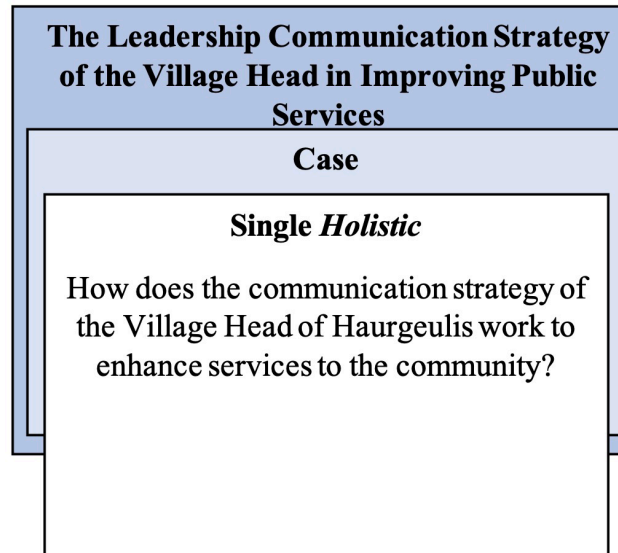 The Leadership Communication Strategy
of the Village Head in Improving Public
Services
Case
Single Holistic
How does the communication strategy of
the Village Head of Haurgeulis work to
enhance services to the community?